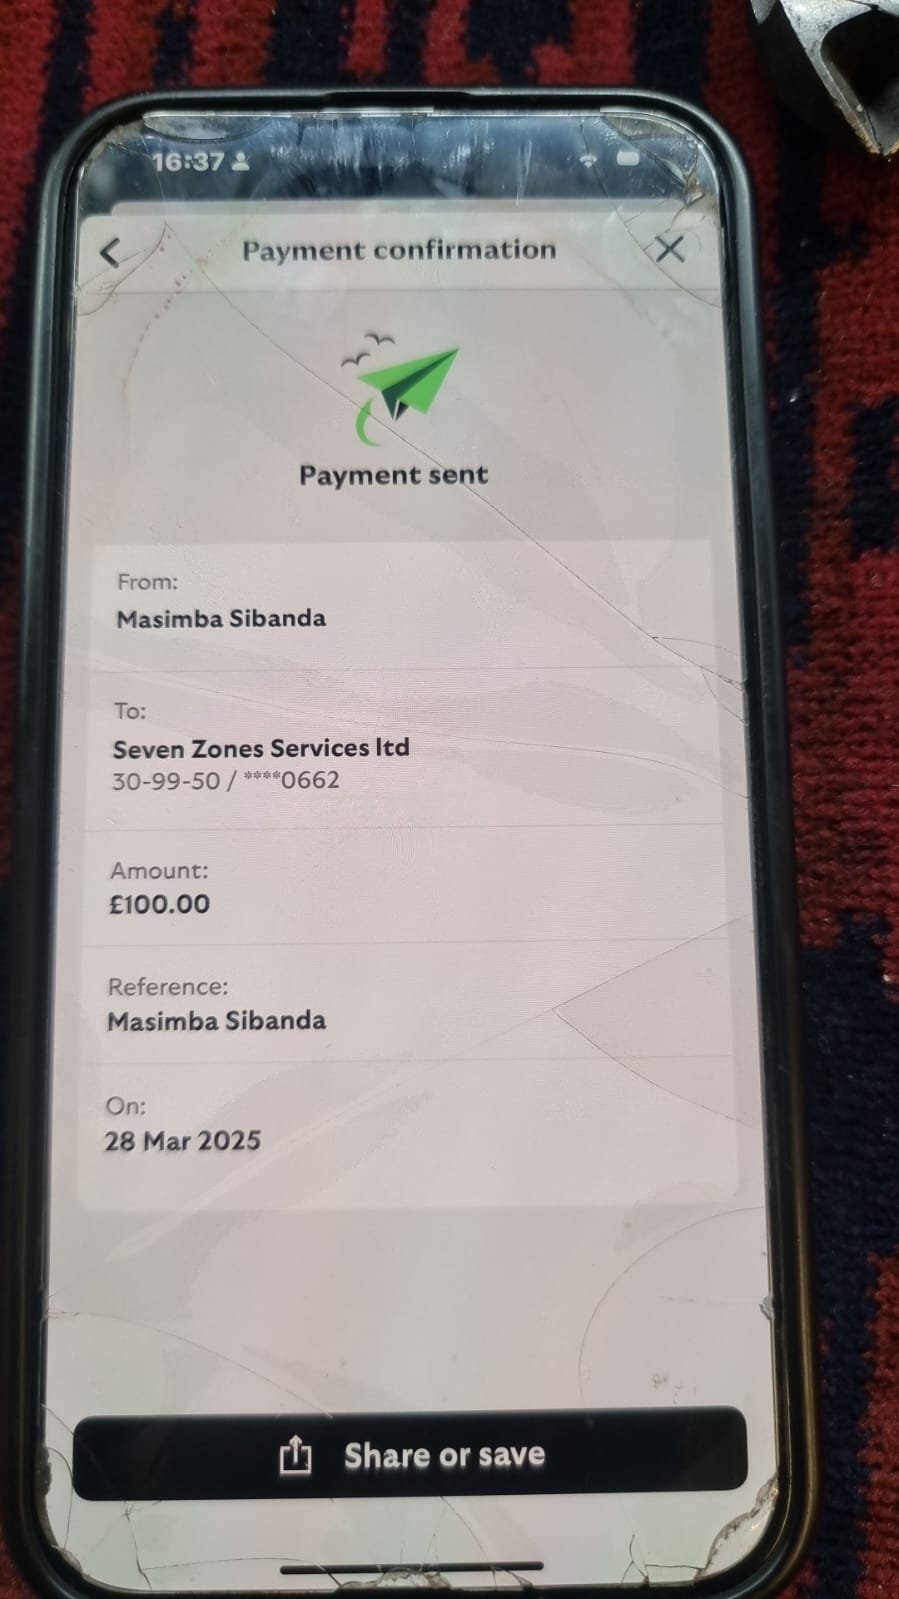 16:37
Payment confirmation
Payment sent
From:
Masimba Sibanda
To:
Seven Zones Services ltd
30-99-50 / ****0662
Amount:
£100.00
Reference:
Masimba Sibanda
On:
28 Mar 2025
Share or save